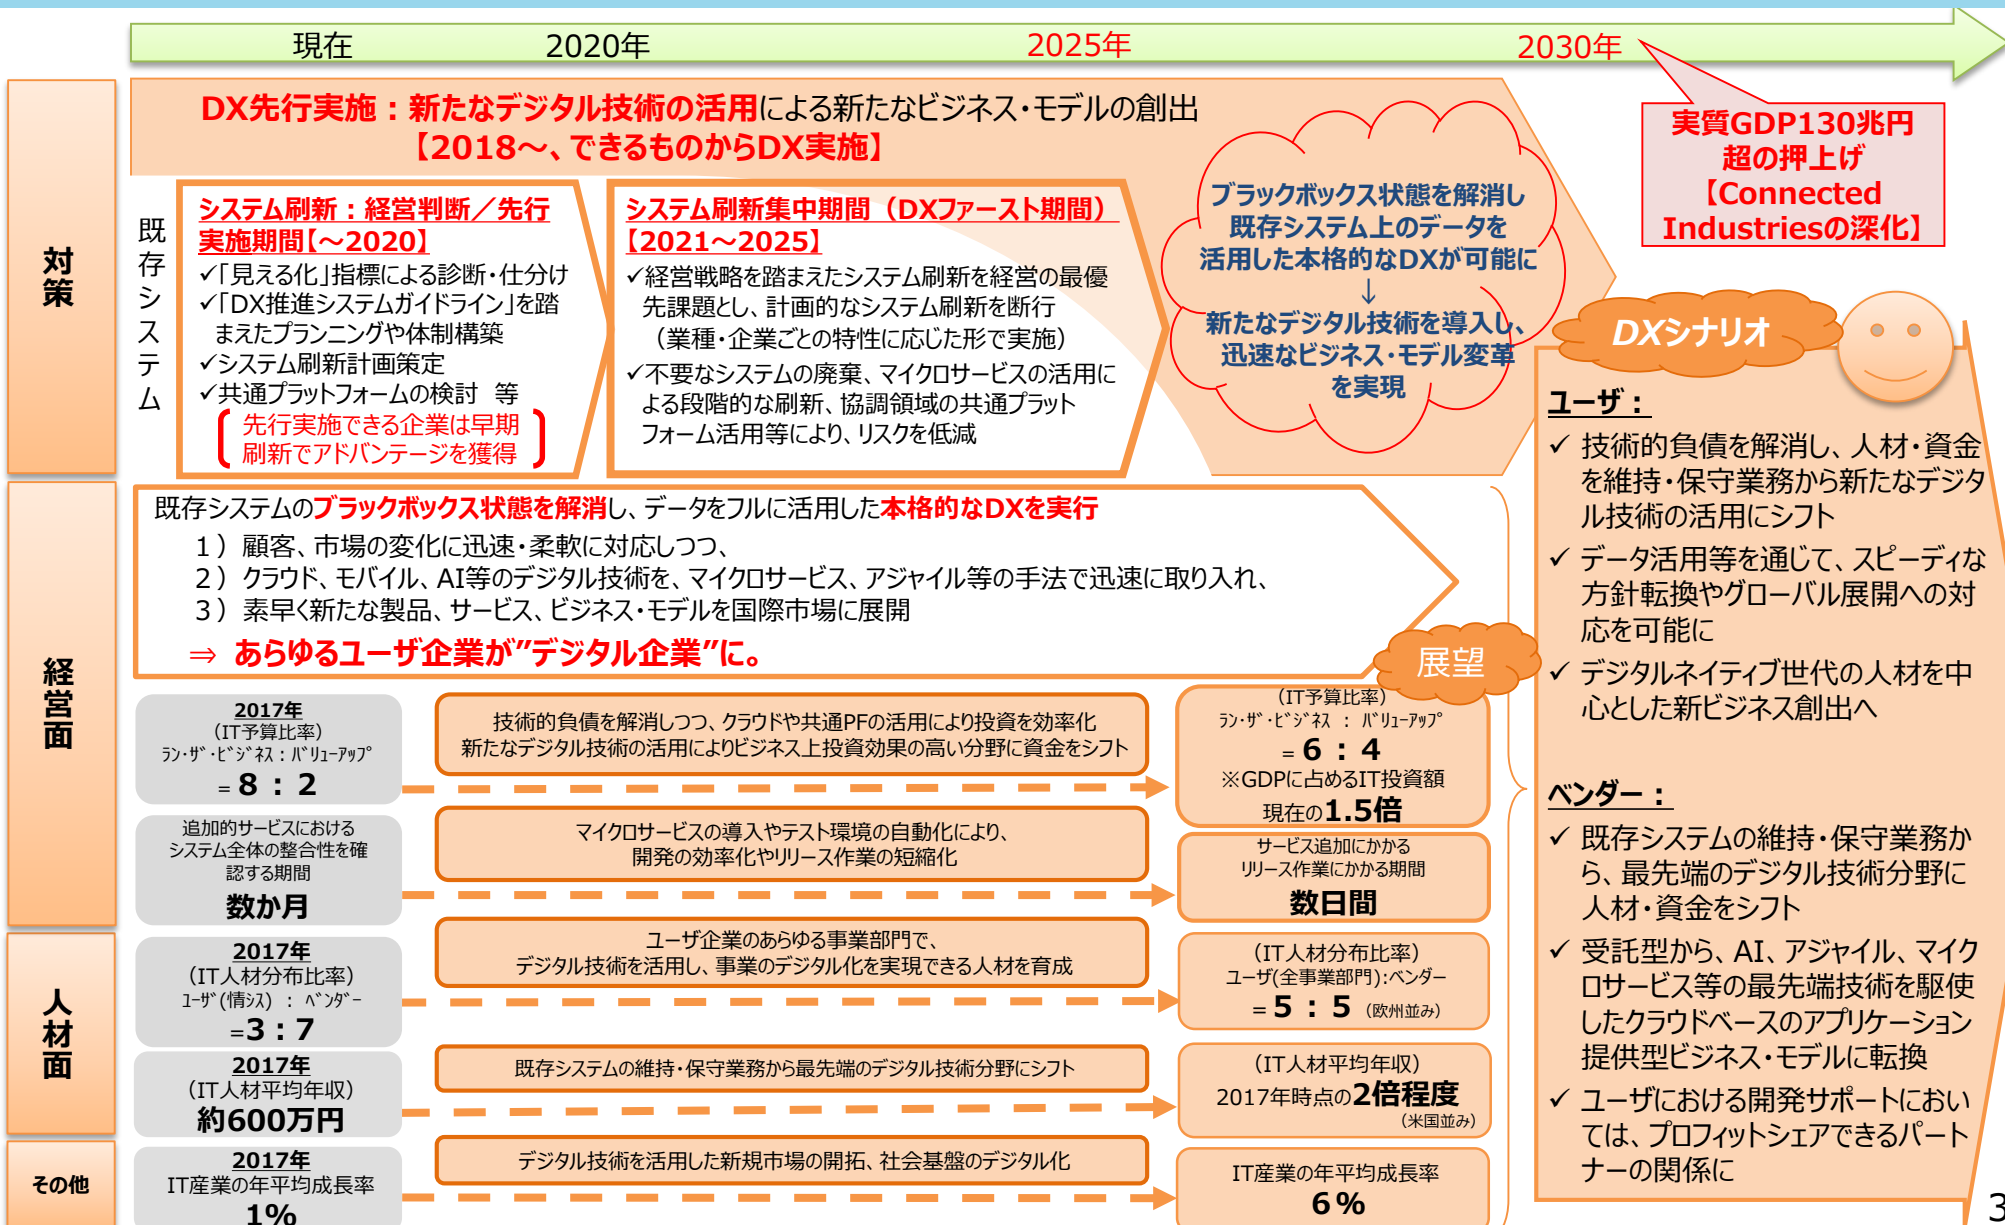 現在
2020年
2025年
2030年
実質GDP130兆円
超の押上げ
【Connected
Industriesの深化】
対策
DX先行実施：新たなデジタル技術の活用による新たなビジネス・モデルの創出
【2018～、できるものからDX実施】
既存システム
システム刷新：経営判断／先行
実施期間【～2020】
✓「見える化」指標による診断・仕分け
✓「DX推進システムガイドライン」を踏
まえたプランニングや体制構築
✓システム刷新計画策定
✓共通プラットフォームの検討 等
先行実施できる企業は早期
刷新でアドバンテージを獲得
システム刷新集中期間（DXファースト期間）
【2021～2025】
✓経営戦略を踏まえたシステム刷新を経営の最優
先課題とし、計画的なシステム刷新を断行
（業種・企業ごとの特性に応じた形で実施）
✓不要なシステムの廃棄、マイクロサービスの活用に
よる段階的な刷新、協調領域の共通プラット
フォーム活用等により、リスクを低減
ブラックボックス状態を解消し
既存システム上のデータを
活用した本格的なDXが可能に
↓
新たなデジタル技術を導入し、
迅速なビジネス・モデル変革
を実現
経営面
既存システムのブラックボックス状態を解消し、データをフルに活用した本格的なDXを実行
１）顧客、市場の変化に迅速・柔軟に対応しつつ、
２）クラウド、モバイル、AI等のデジタル技術を、マイクロサービス、アジャイル等の手法で迅速に取り入れ、
３）素早く新たな製品、サービス、ビジネス・モデルを国際市場に展開
⇒ あらゆるユーザ企業が”デジタル企業”に。
展望
2017年
（IT予算比率）
ﾗﾝ･ｻﾞ･ﾋﾞｼﾞﾈｽ：ﾊﾞﾘｭｰｱｯﾌﾟ
＝８：２
技術的負債を解消しつつ、クラウドや共通PFの活用により投資を効率化
新たなデジタル技術の活用によりビジネス上投資効果の高い分野に資金をシフト
（IT予算比率）
ﾗﾝ･ｻﾞ･ﾋﾞｼﾞﾈｽ：ﾊﾞﾘｭｰｱｯﾌﾟ
＝６：４
※GDPに占めるIT投資額
現在の1.5倍
追加的サービスにおける
システム全体の整合性を確
認する期間
数か月
マイクロサービスの導入やテスト環境の自動化により、
開発の効率化やリリース作業の短縮化
サービス追加にかかる
リリース作業にかかる期間
数日間
人材面
2017年
（IT人材分布比率）
ﾕｰｻﾞ(情ｼｽ)：ﾍﾞﾝﾀﾞｰ
＝3：7
ユーザ企業のあらゆる事業部門で、
デジタル技術を活用し、事業のデジタル化を実現できる人材を育成
（IT人材分布比率）
ユーザ(全事業部門):ベンダー
＝５：５（欧州並み）
2017年
（IT人材平均年収）
約600万円
既存システムの維持・保守業務から最先端のデジタル技術分野にシフト
（IT人材平均年収）
2017年時点の2倍程度
（米国並み）
その他
2017年
IT産業の年平均成長率
1%
デジタル技術を活用した新規市場の開拓、社会基盤のデジタル化
IT産業の年平均成長率
６%
DXシナリオ
ユーザ：
✓ 技術的負債を解消し、人材・資金
を維持・保守業務から新たなデジタ
ル技術の活用にシフト
✓ データ活用等を通じて、スピーディな
方針転換やグローバル展開への対
応を可能に
✓ デジタルネイティブ世代の人材を中
心とした新ビジネス創出へ
ベンダー：
✓ 既存システムの維持・保守業務か
ら、最先端のデジタル技術分野に
人材・資金をシフト
✓ 受託型から、AI、アジャイル、マイク
ロサービス等の最先端技術を駆使
したクラウドベースのアプリケーション
提供型ビジネス・モデルに転換
✓ ユーザにおける開発サポートにおい
ては、プロフィットシェアできるパート
ナーの関係に